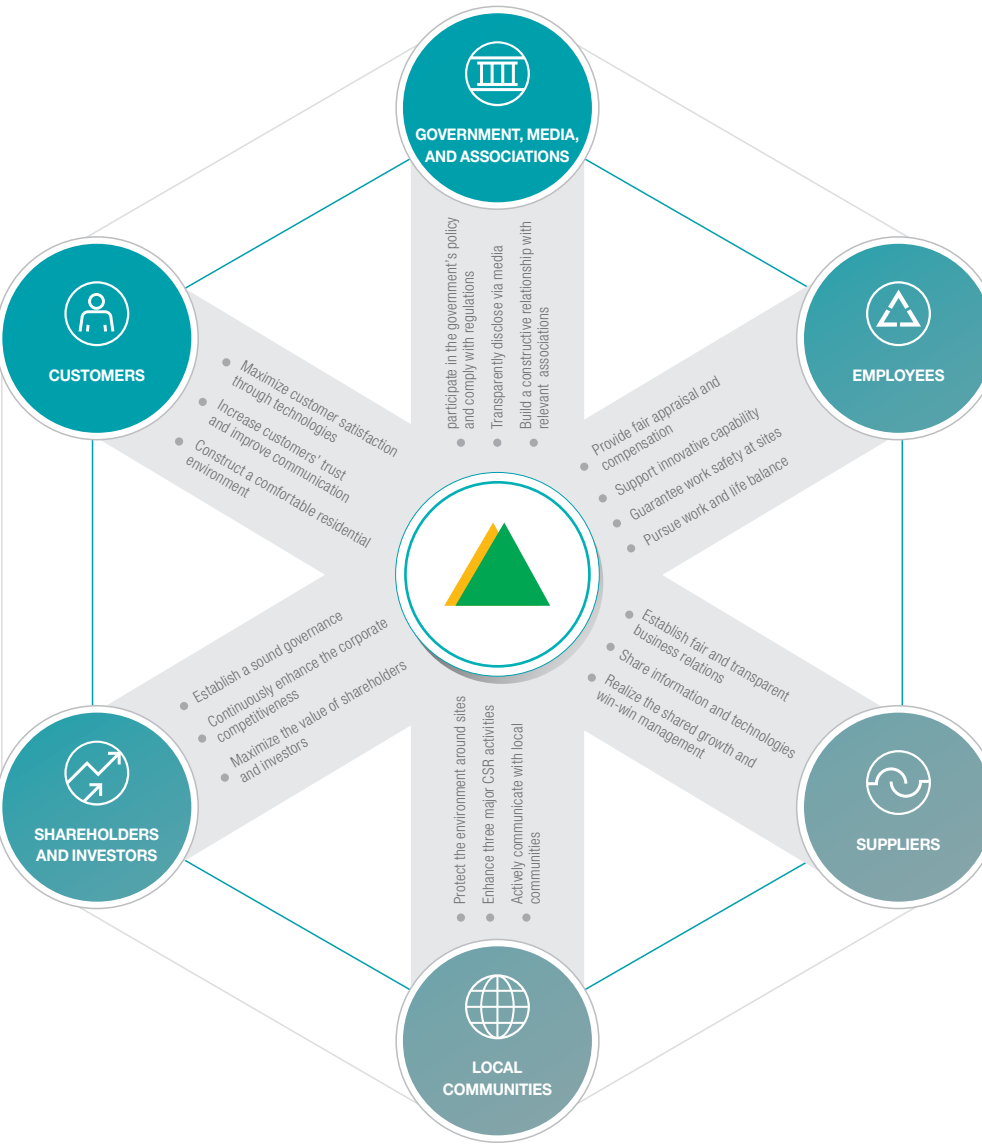 GOVERNMENT, MEDIA,
AND ASSOCIATIONS
participate in the government's policy
and comply with regulations
Transparently disclose via media
Build a constructive relationship with
relevant associations
CUSTOMERS
Maximize customer satisfaction
through technologies
Increase customers' trust
and improve communication
Construct a comfortable residential
environment
EMPLOYEES
Provide fair appraisal and
compensation
Support innovative capability
Guarantee work safety at sites
Pursue work and life balance
SHAREHOLDERS
AND INVESTORS
Establish a sound governance
Continuously enhance the corporate
competitiveness
Maximize the value of shareholders
and investors
SUPPLIERS
Establish fair and transparent
business relations
Share information and technologies
Realize the shared growth and
win-win management
Protect the environment around sites
Enhance three major CSR activities
Actively communicate with local
communities
LOCAL
COMMUNITIES